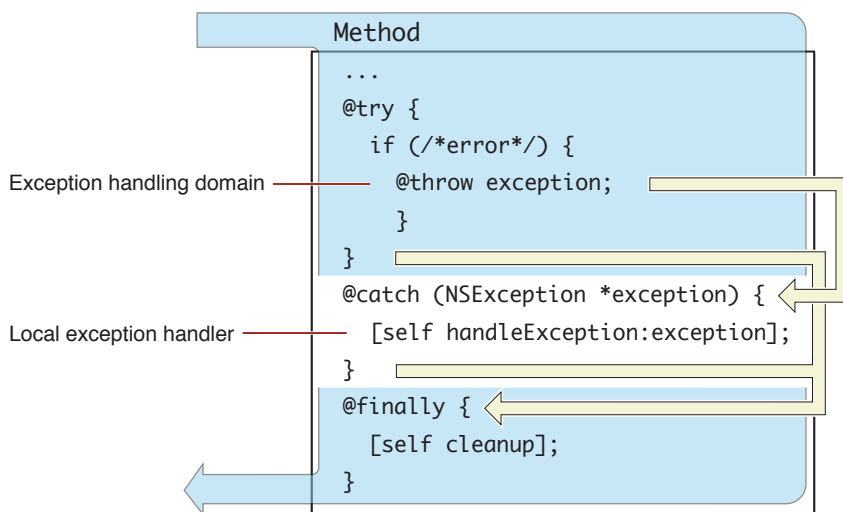 Method
...
@try {
if (/*error*/) {
Exception handling domain
@throw exception;
}
}
@catch (NSException *exception) {
Local exception handler
[self handleException:exception];
}
@finally {
[self cleanup];
}